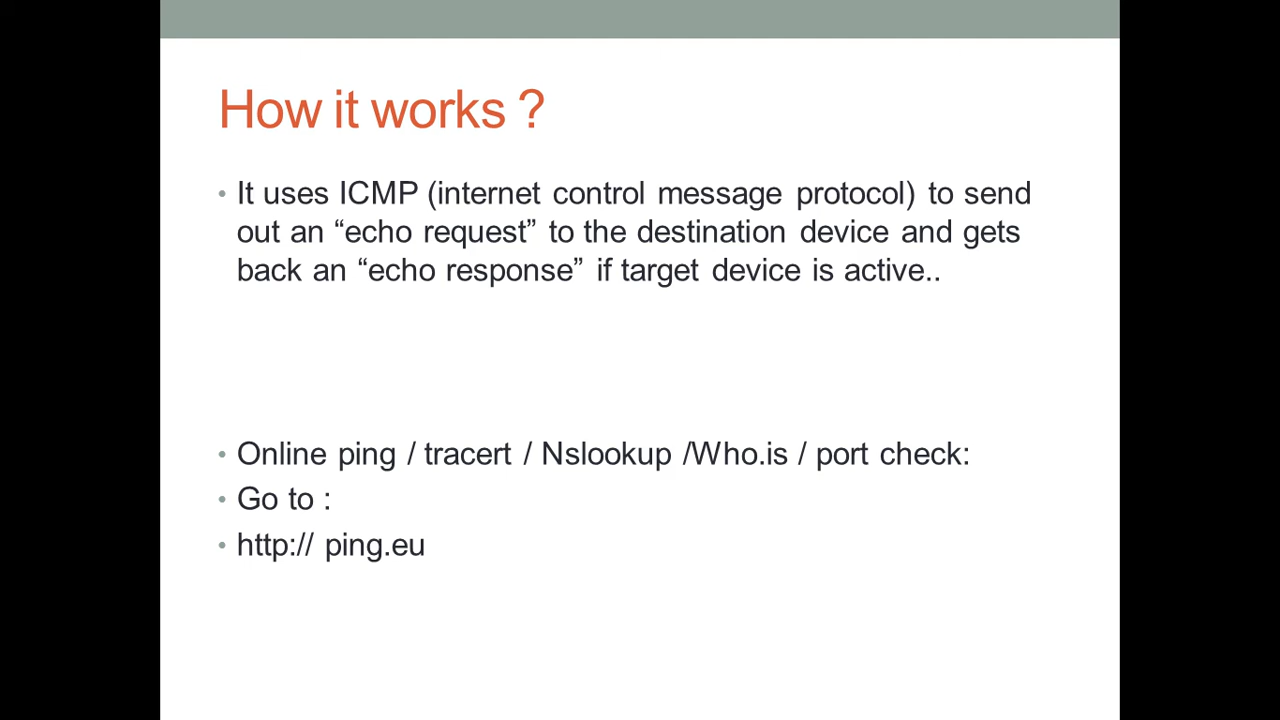 How it works ?
• It uses ICMP (internet control message protocol) to send
out an “echo request” to the destination device and gets
back an “echo response” if target device is active..
• Online ping / tracert / Nslookup /Who.is / port check:
• Go to :
• http:// ping.eu